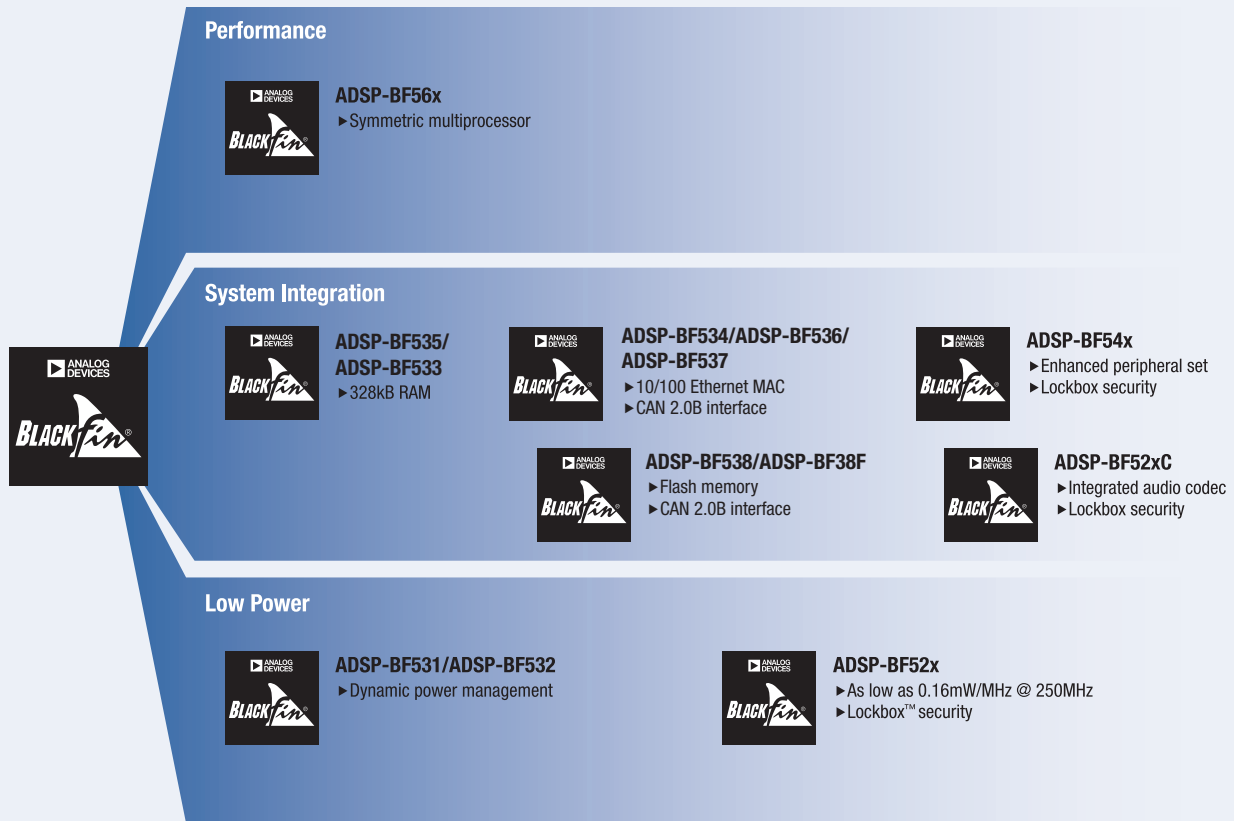 Performance
ANALOG
DEVICES
BLACKfin®
ADSP-BF56x
▶Symmetric multiprocessor
System Integration
ANALOG
DEVICES
BLACKfin®
ADSP-BF535/
ADSP-BF533
▶328kB RAM
ANALOG
DEVICES
BLACKfin®
ADSP-BF534/ADSP-BF536/
ADSP-BF537
▶10/100 Ethernet MAC
▶CAN 2.0B interface
ANALOG
DEVICES
BLACKfin®
ADSP-BF54x
▶Enhanced peripheral set
▶Lockbox security
ANALOG
DEVICES
BLACKfin®
ANALOG
DEVICES
BLACKfin®
ADSP-BF538/ADSP-BF38F
▶Flash memory
▶CAN 2.0B interface
ANALOG
DEVICES
BLACKfin®
ADSP-BF52xC
▶Integrated audio codec
▶Lockbox security
Low Power
ANALOG
DEVICES
BLACKfin®
ADSP-BF531/ADSP-BF532
▶Dynamic power management
ANALOG
DEVICES
BLACKfin®
ADSP-BF52x
▶As low as 0.16mW/MHz @ 250MHz
▶Lockbox™ security